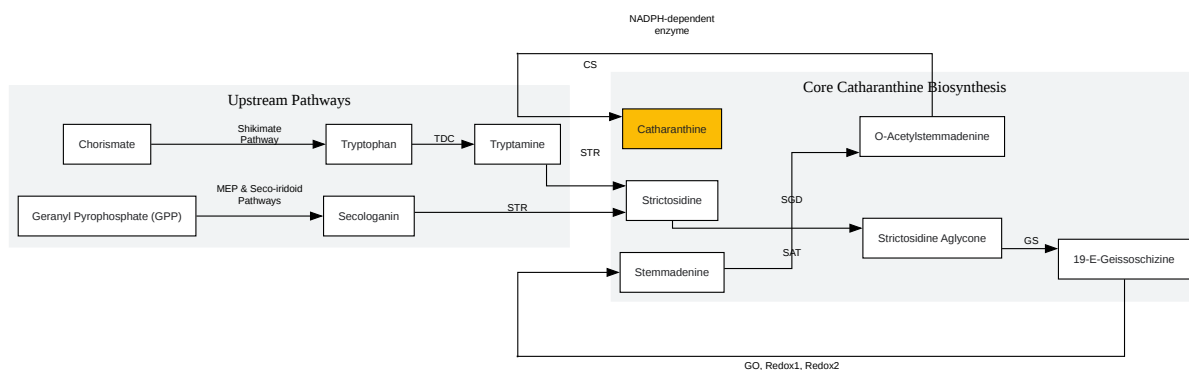 NADPH-dependent
enzyme
CS
Upstream Pathways
Core Catharanthine Biosynthesis
Chorismate
Shikimate
Pathway
Tryptophan
TDC
Tryptamine
STR
Catharanthine
O-Acetylstemmadenine
Geranyl Pyrophosphate (GPP)
MEP & Seco-iridoid
Pathways
Secologanin
STR
Strictosidine
SGD
Strictosidine Aglycone
GS
19-E-Geissoschizine
Stemmadenine
SAT
GO, Redox1, Redox2